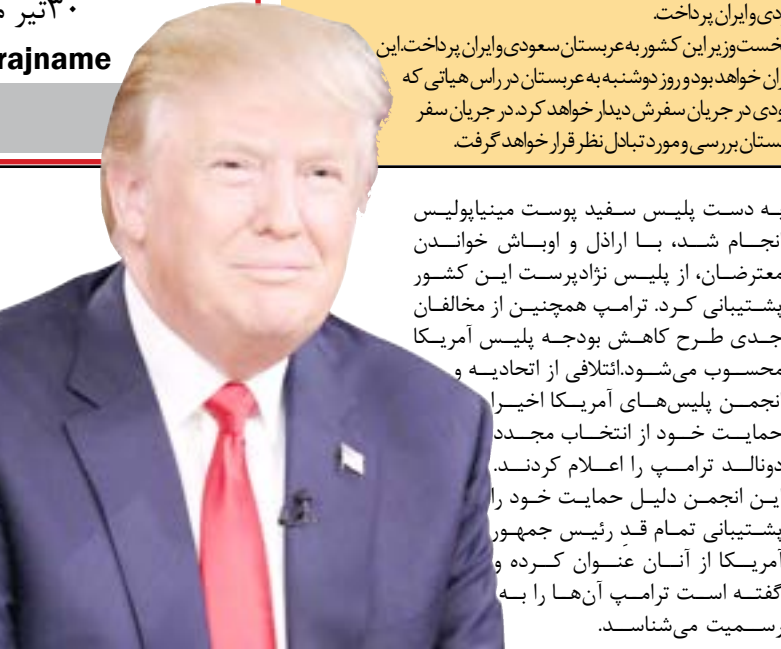 ۳۰تیر
rajname
دی‌وایران پرداخت.
خست‌وزیر این کشور به عربستان سعودی وایران پرداخت.این
ان خواهد بود و روز دوشنبه به عربستان در راس هیاتی که
ودی در جریان سفرش دیدار خواهد کرد.در جریان سفر
ستان بررسی و مورد تبادل نظر قرار خواهد گرفت.
به دست پلیس سفید پوست مینیاپولیس
انجام شد، با اراذل و اوباش خواندن
معترضان، از پلیس نژادپرست این کشور
پشتیبانی کرد. ترامپ همچنین از مخالفان
جدی طرح کاهش بودجه پلیس آمریکا
محسوب می‌شود.ائتلافی از اتحادیه و
انجمن پلیس‌های آمریکا اخیرا
حمایت خود از انتخاب مجدد
دونالد ترامپ را اعلام کردند.
این انجمن دلیل حمایت خود را
پشتیبانی تمام قدِ رئیس جمهور
آمریکا از آنان عنوان کرده و
گفته است ترامپ آن‌ها را به
رسمیت می‌شناسد.